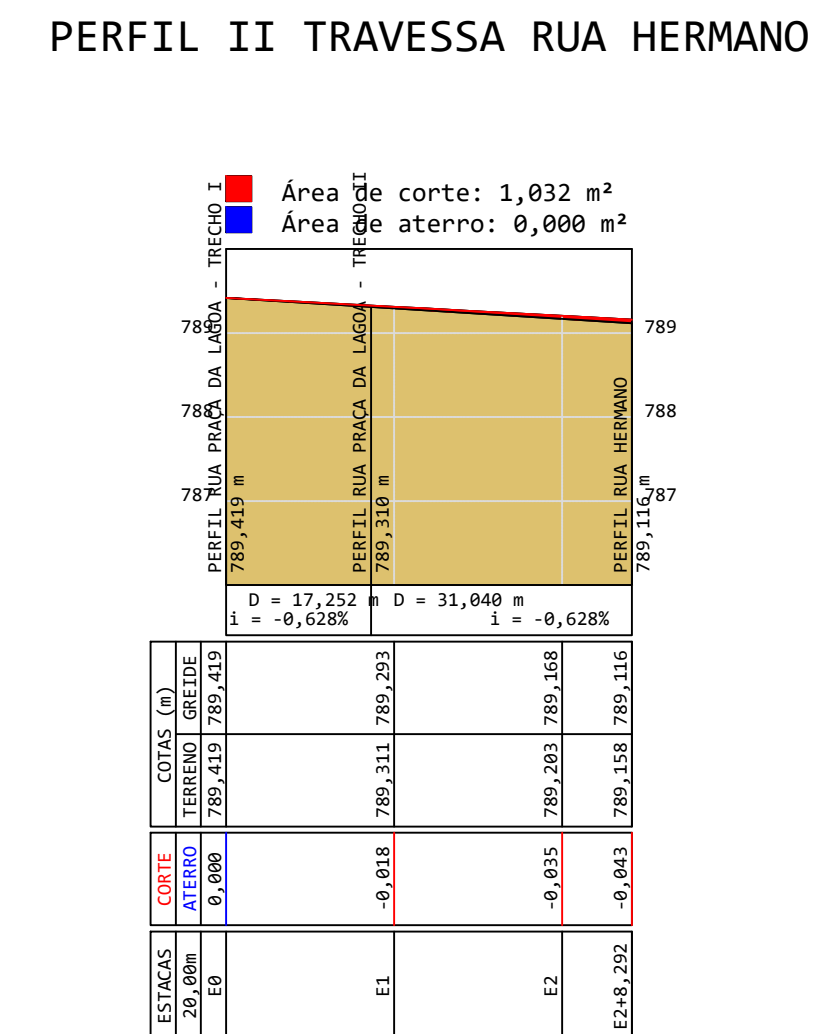 PERFIL II TRAVESSA RUA HERMANO
Área de corte: 1,032 m²
Área de aterro: 0,000 m²
PERFIL RUA PRAÇA DA LAGOA - TRECHO I
789,419 m
PERFIL RUA PRAÇA DA LAGOA - TRECHO II
789,310 m
PERFIL RUA HERMANO
789,116 m
789
788
787
789
788
787
D = 17,252 m
D = 31,040 m
i = -0,628%
i = -0,628%
COTAS (m)
GREIDE
789,419
789,293
789,168
789,116
TERRENO
789,419
789,311
789,203
789,158
CORTE
ATERRO
0,000
-0,018
-0,035
-0,043
ESTACAS
20,00m
E0
E1
E2
E2+8,292